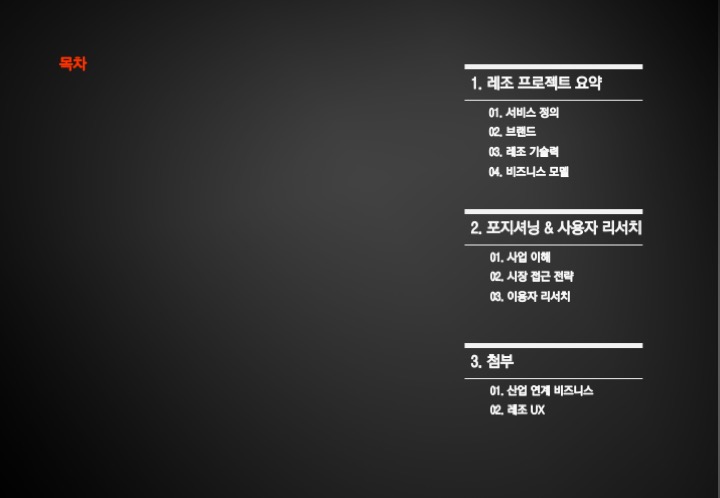 목차
1. 레조 프로젝트 요약
01. 서비스 정의
02. 브랜드
03. 레조 기술력
04. 비즈니스 모델
2. 포지셔닝 & 사용자 리서치
01. 사업 이해
02. 시장 접근 전략
03. 이용자 리서치
3. 첨부
01. 산업 연계 비즈니스
02. 레조 UX